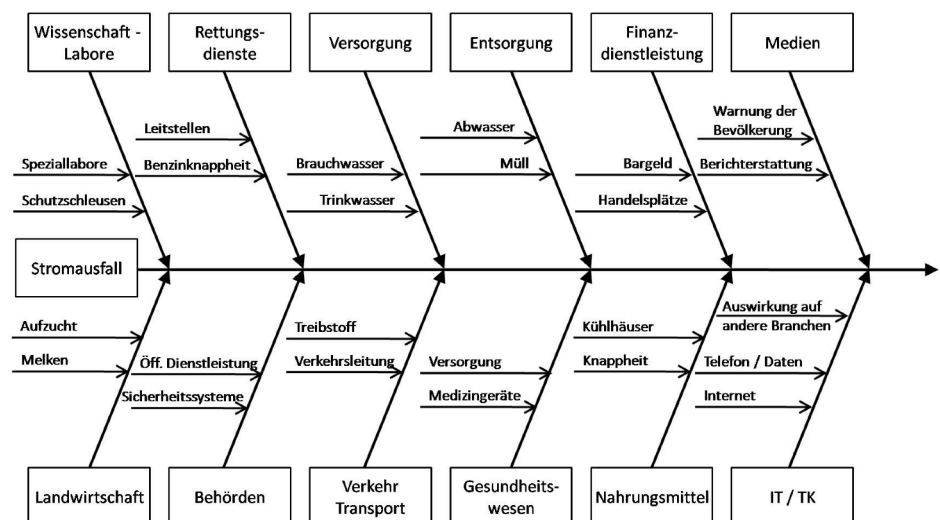 Wissenschaft -
Labore
Rettungs-
dienste
Versorgung
Entsorgung
Finanz-
dienstleistung
Medien
Speziallabore
Schutzschleusen
Leitstellen
Benzinknappheit
Brauchwasser
Trinkwasser
Abwasser
Müll
Bargeld
Handelsplätze
Warnung der
Bevölkerung
Berichterstattung
Stromausfall
Aufzucht
Melken
Öff. Dienstleistung
Sicherheitssysteme
Treibstoff
Verkehrsleitung
Versorgung
Medizingeräte
Kühlhäuser
Knappheit
Auswirkung auf
andere Branchen
Telefon / Daten
Internet
Landwirtschaft
Behörden
Verkehr
Transport
Gesundheits-
wesen
Nahrungsmittel
IT / TK